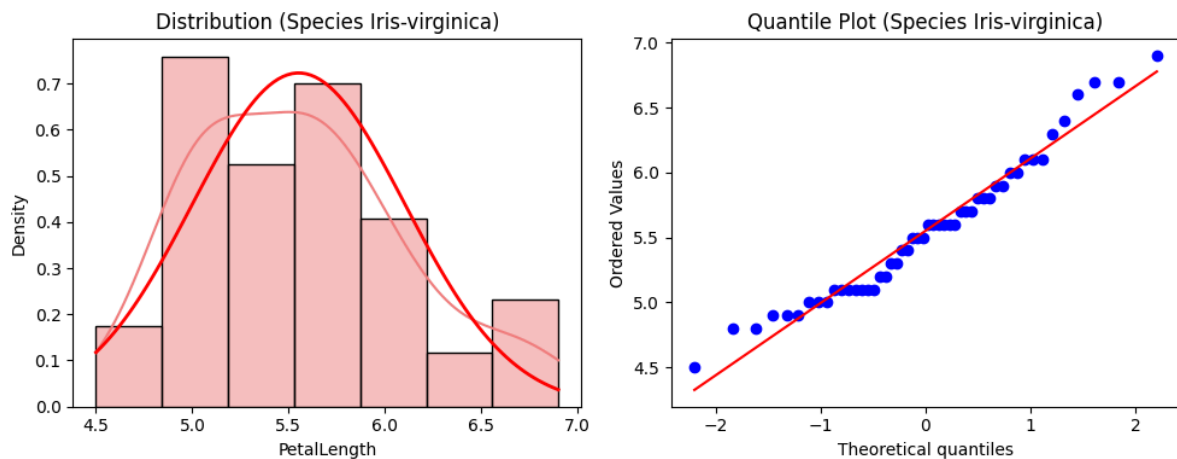 Distribution (Species Iris-virginica)
0.7
0.6
0.5
0.4
0.3
0.2
0.1
0.0
Density
4.5 5.0 5.5 6.0 6.5 7.0
PetalLength
Quantile Plot (Species Iris-virginica)
7.0
6.5
6.0
5.5
5.0
4.5
Ordered Values
−2 −1 0 1 2
Theoretical quantiles